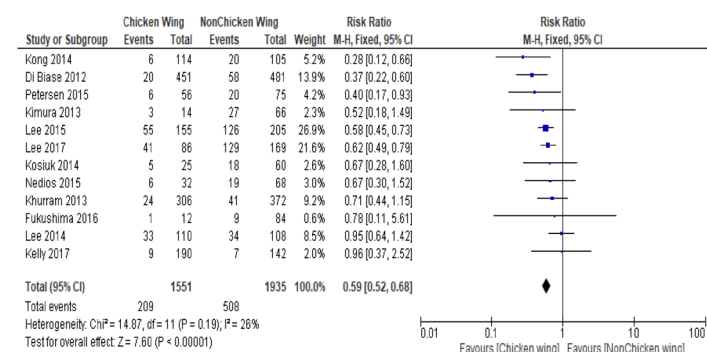 Chicken Wing NonChicken Wing Risk Ratio Risk Ratio
Study or Subgroup Events Total Events Total Weight M-H, Fixed, 95% CI M-H, Fixed, 95% CI
Kong 2014 6 114 20 105 5.2% 0.28 [0.12, 0.66]
Di Biase 2012 20 451 58 481 13.9% 0.37 [0.22, 0.60]
Petersen 2015 6 56 20 75 4.2% 0.40 [0.17, 0.93]
Kimura 2013 3 14 27 66 2.3% 0.52 [0.18, 1.49]
Lee 2015 55 155 126 205 26.9% 0.58 [0.45, 0.73]
Lee 2017 41 86 129 169 21.6% 0.62 [0.49, 0.79]
Kosiuk 2014 5 25 18 60 2.6% 0.67 [0.28, 1.60]
Nedios 2015 6 32 19 68 3.0% 0.67 [0.30, 1.52]
Khurram 2013 24 306 41 372 9.2% 0.71 [0.44, 1.15]
Fukushima 2016 1 12 9 84 0.6% 0.78 [0.11, 5.61]
Lee 2014 33 110 34 108 8.5% 0.95 [0.64, 1.42]
Kelly 2017 9 190 7 142 2.0% 0.96 [0.37, 2.52]
Total (95% CI) 1551 1935 100.0% 0.59 [0.52, 0.68]
Total events 209 508
Heterogeneity: Chi² = 14.87, df = 11 (P = 0.19); I² = 26%
Test for overall effect: Z = 7.60 (P < 0.00001)
0.01 0.1 1 10 100
Favours [Chicken wing] Favours [NonChicken wing]